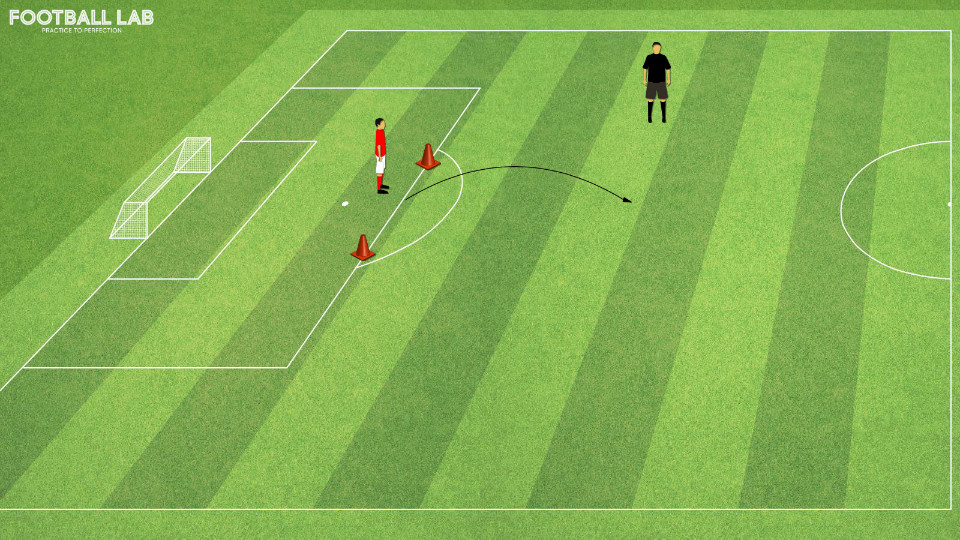 FOOTBALL LAB
PRACTICE TO PERFECTION